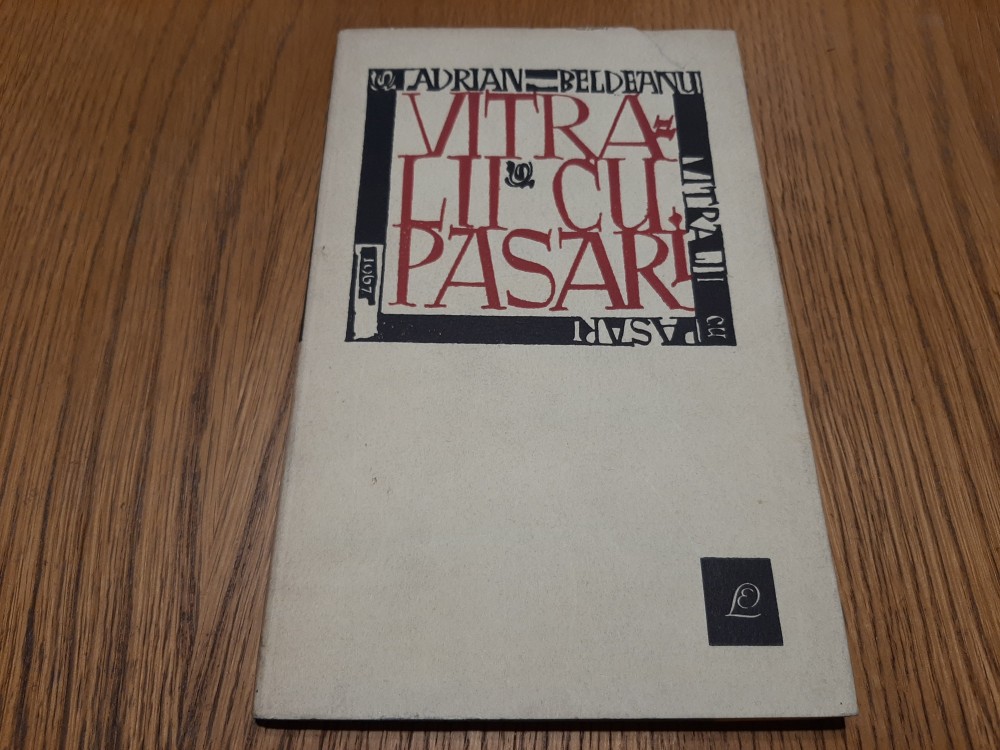 ADRIAN BELDEANU
VITRA=
LII CU
PASARI
VITRALII CU
PASARI
1967